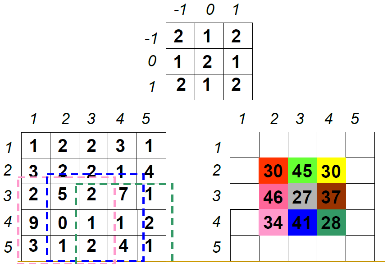 -1 0 1
-1 2 1 2
0 1 2 1
1 2 1 2
1 2 3 4 5
1 1 2 2 3 1
2 3 2 2 1 4
3 2 5 2 7 1
4 9 0 1 1 2
5 3 1 2 4 1
1 2 3 4 5
1
2 30 45 30
3 46 27 37
4 34 41 28
5